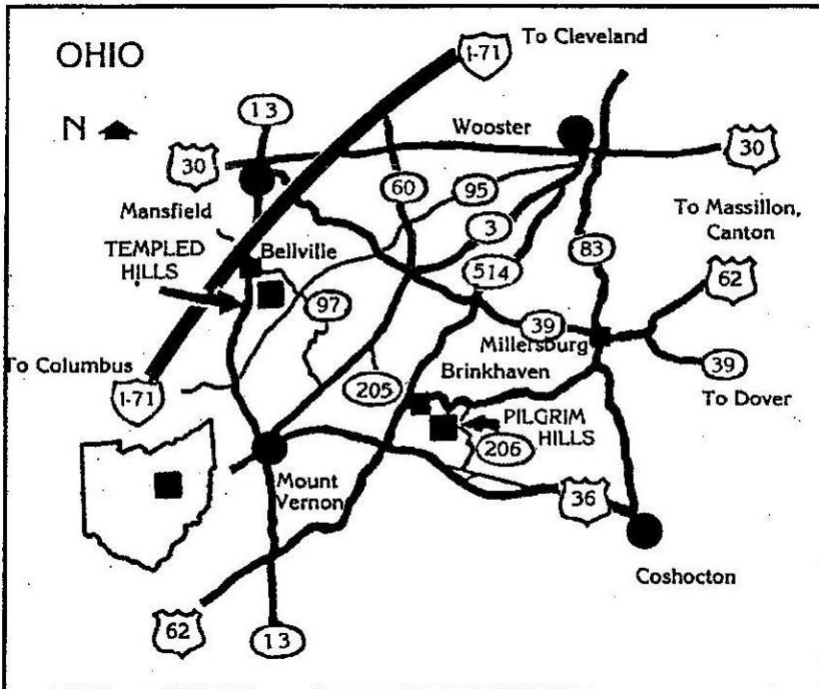 OHIO
I-71
To Cleveland
N
13
Wooster
30
30
60
95
Mansfield
To Massillon,
Canton
3
TEMPLED
HILLS
Bellville
83
514
62
97
39
Millersburg
39
To Columbus
Brinkhaven
205
To Dover
I-71
PILGRIM
HILLS
206
Mount
Vernon
36
Coshocton
62
13